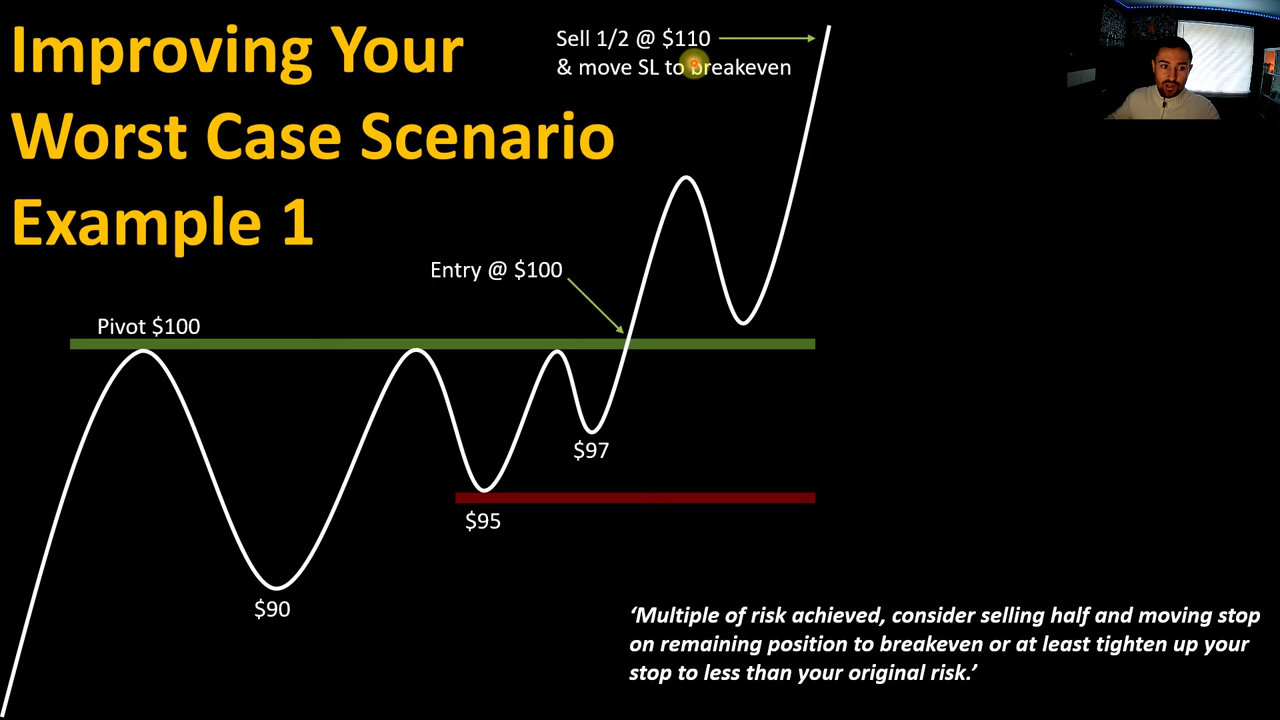 Improving Your
Worst Case Scenario
Example 1
Sell 1/2 @ $110
& move SL to breakeven
Entry @ $100
Pivot $100
$97
$95
$90
‘Multiple of risk achieved, consider selling half and moving stop
on remaining position to breakeven or at least tighten up your
stop to less than your original risk.’